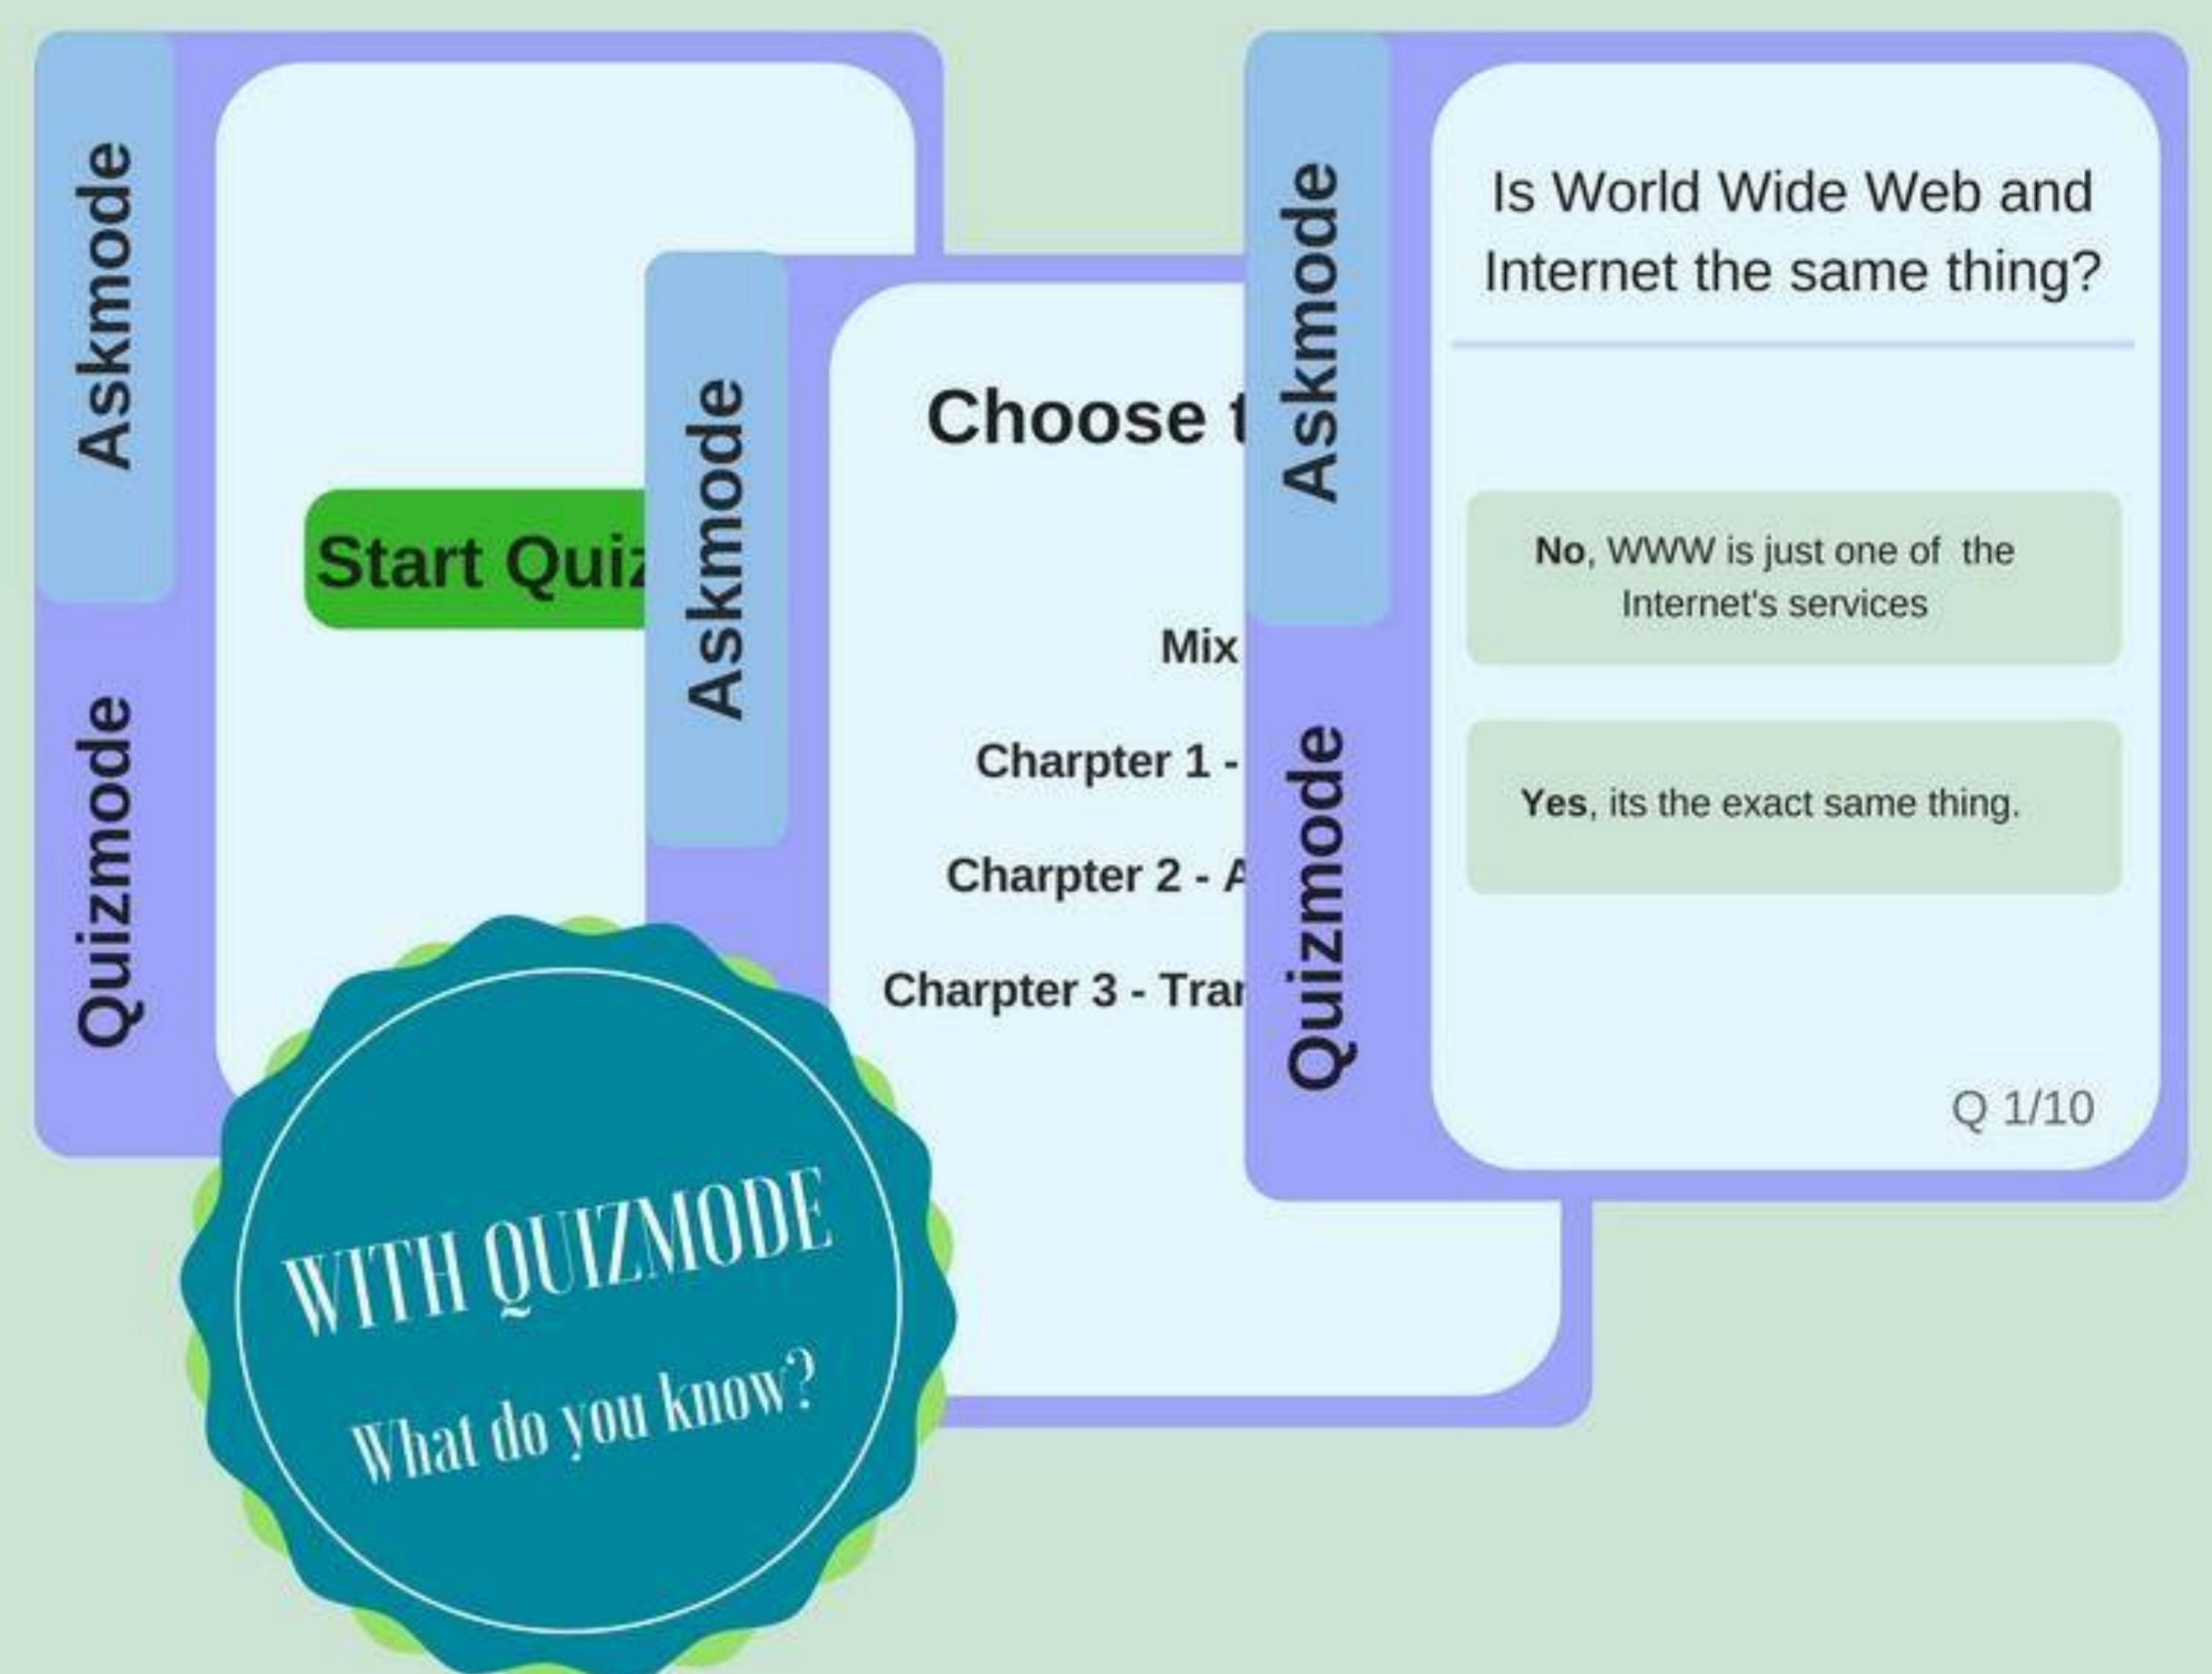 Askmode
Quizmode
Start Quiz
Askmode
Choose
Mix
Charpter 1 -
Charpter 2 -
Charpter 3 -
Askmode
Quizmode
Is World Wide Web and
Internet the same thing?
No, WWW is just one of  the
Internet's services
Yes, its the exact same thing.
Q 1/10
WITH QUIZMODE
What do you know?